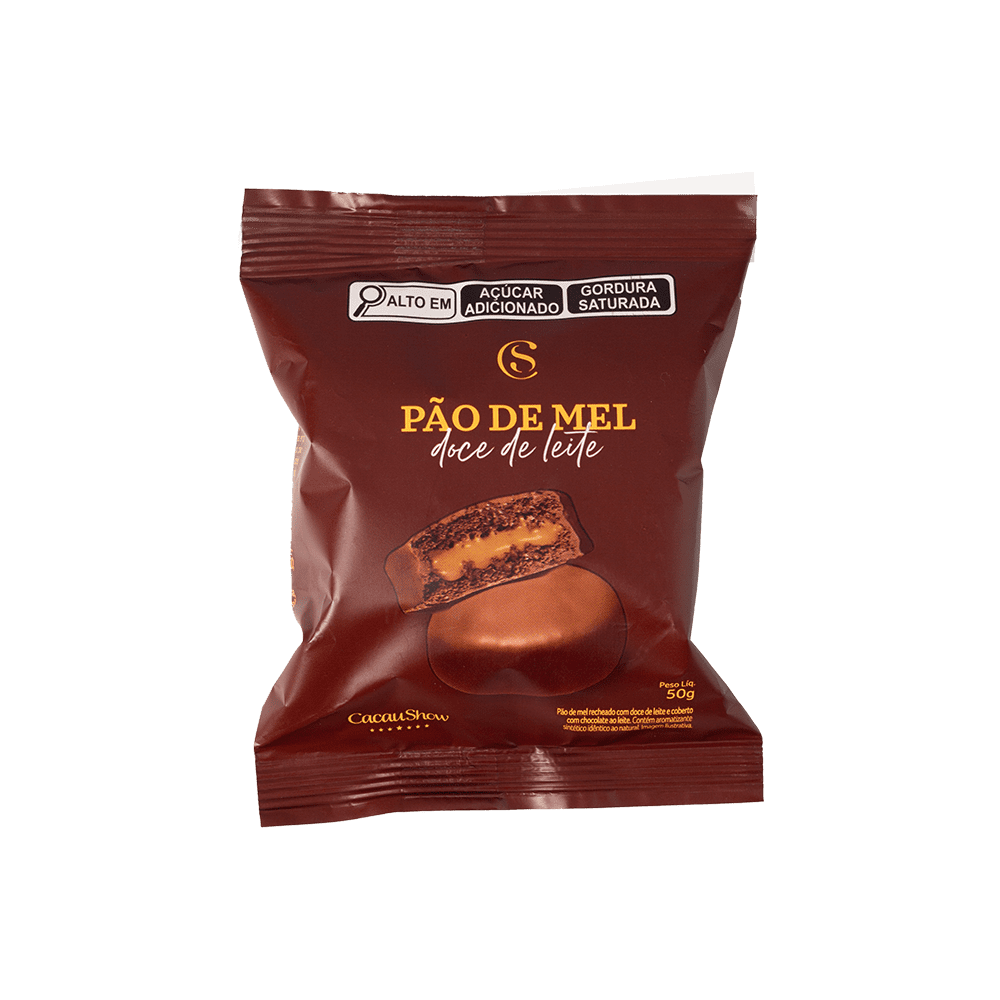 ALTO EM
AÇÚCAR
ADICIONADO
GORDURA
SATURADA
CS
PÃO DE MEL
doce de leite
Peso Líq.
50g
CacauShow
Pão de mel recheado com doce de leite e coberto
com chocolate ao leite. Contém aromatizante
sintético idêntico ao natural. Imagem ilustrativa.